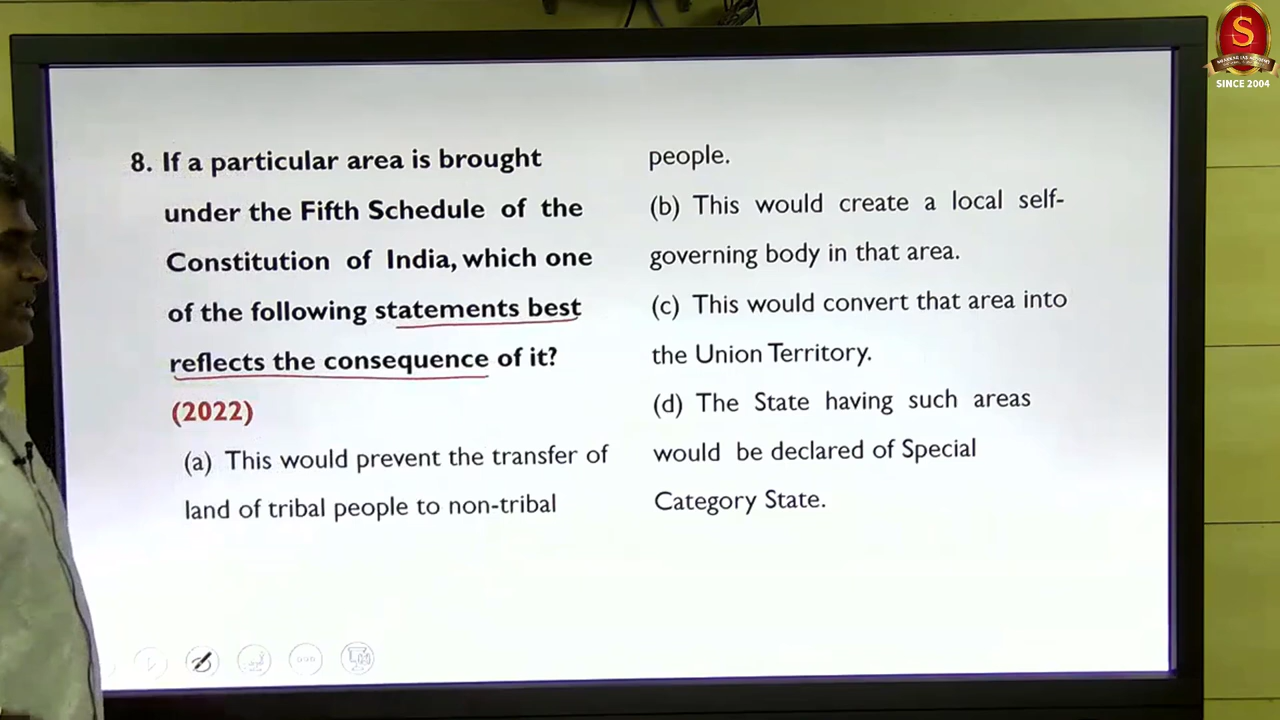 8. If a particular area is brought
under the Fifth Schedule of the
Constitution of India, which one
of the following statements best
reflects the consequence of it?
(2022)
(a) This would prevent the transfer of
land of tribal people to non-tribal
people.
(b) This would create a local self-
governing body in that area.
(c) This would convert that area into
the Union Territory.
(d) The State having such areas
would be declared of Special
Category State.
S
SINCE 2004